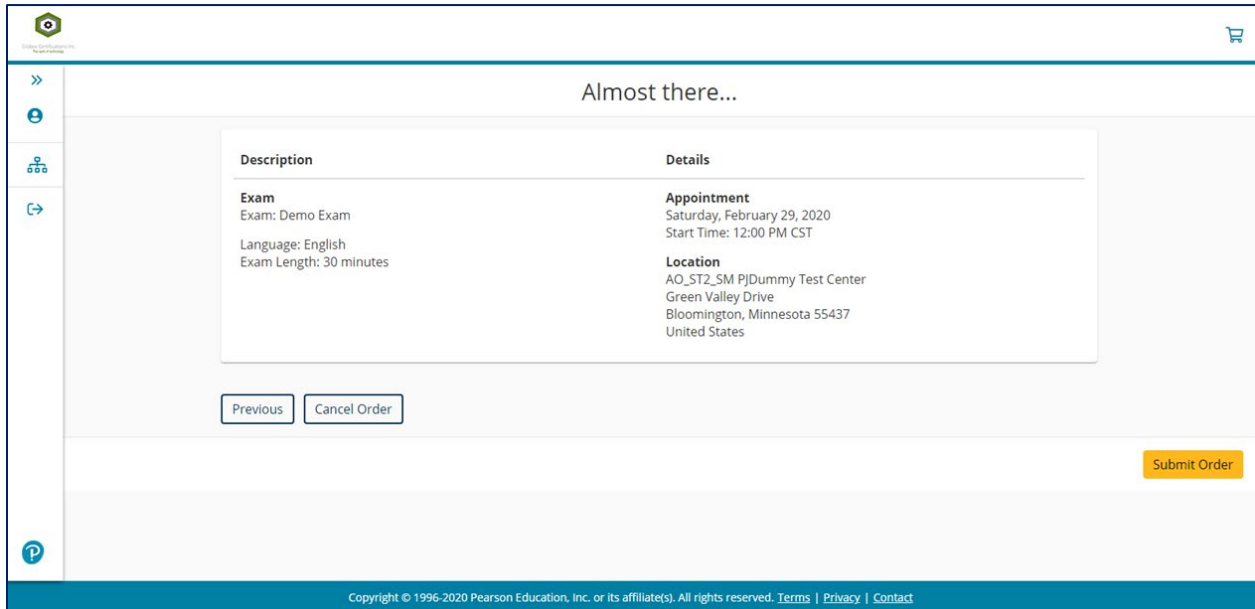 Almost there...
Description
Details
Exam
Exam: Demo Exam
Language: English
Exam Length: 30 minutes
Appointment
Saturday, February 29, 2020
Start Time: 12:00 PM CST
Location
AO_ST2_SM PJDummy Test Center
Green Valley Drive
Bloomington, Minnesota 55437
United States
Previous
Cancel Order
Submit Order
Copyright © 1996-2020 Pearson Education, Inc. or its affiliate(s). All rights reserved. Terms | Privacy | Contact